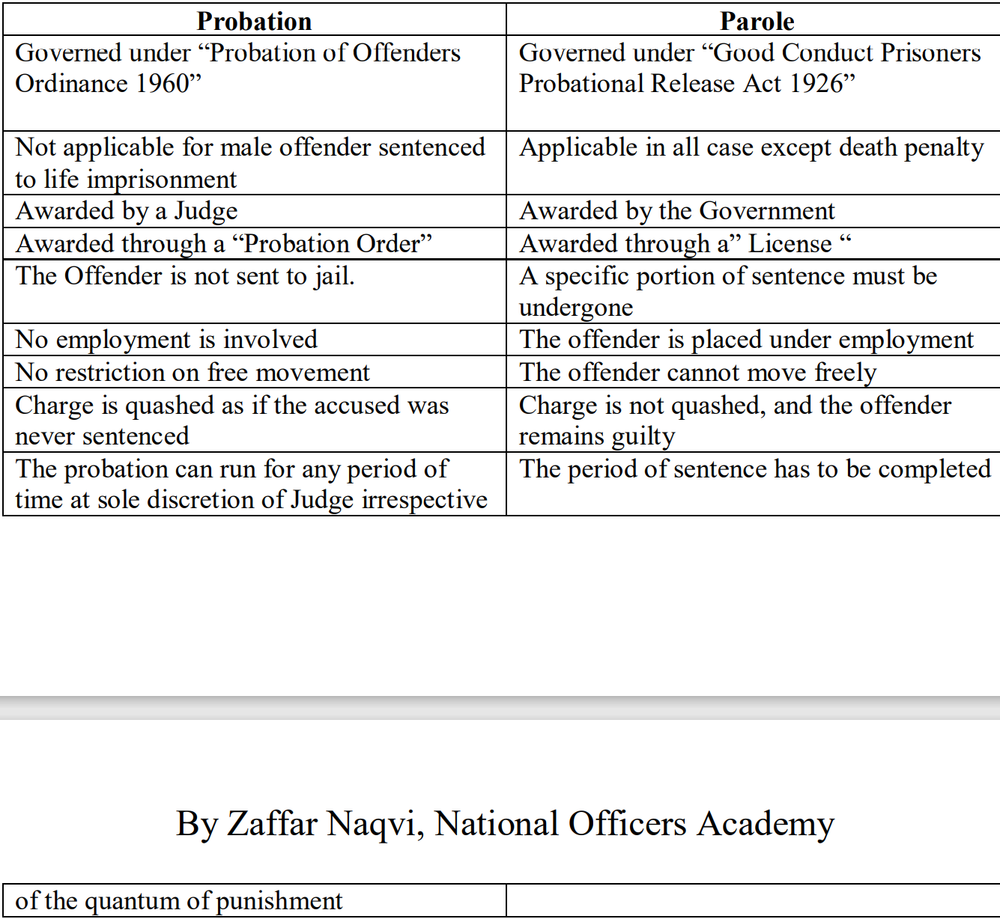 Probation
Parole
Governed under “Probation of Offenders
Ordinance 1960”
Governed under “Good Conduct Prisoners
Probational Release Act 1926”
Not applicable for male offender sentenced
to life imprisonment
Applicable in all case except death penalty
Awarded by a Judge
Awarded by the Government
Awarded through a “Probation Order”
Awarded through a” License “
The Offender is not sent to jail.
A specific portion of sentence must be
undergone
No employment is involved
The offender is placed under employment
No restriction on free movement
The offender cannot move freely
Charge is quashed as if the accused was
never sentenced
Charge is not quashed, and the offender
remains guilty
The probation can run for any period of
time at sole discretion of Judge irrespective
The period of sentence has to be completed
By Zaffar Naqvi, National Officers Academy
of the quantum of punishment